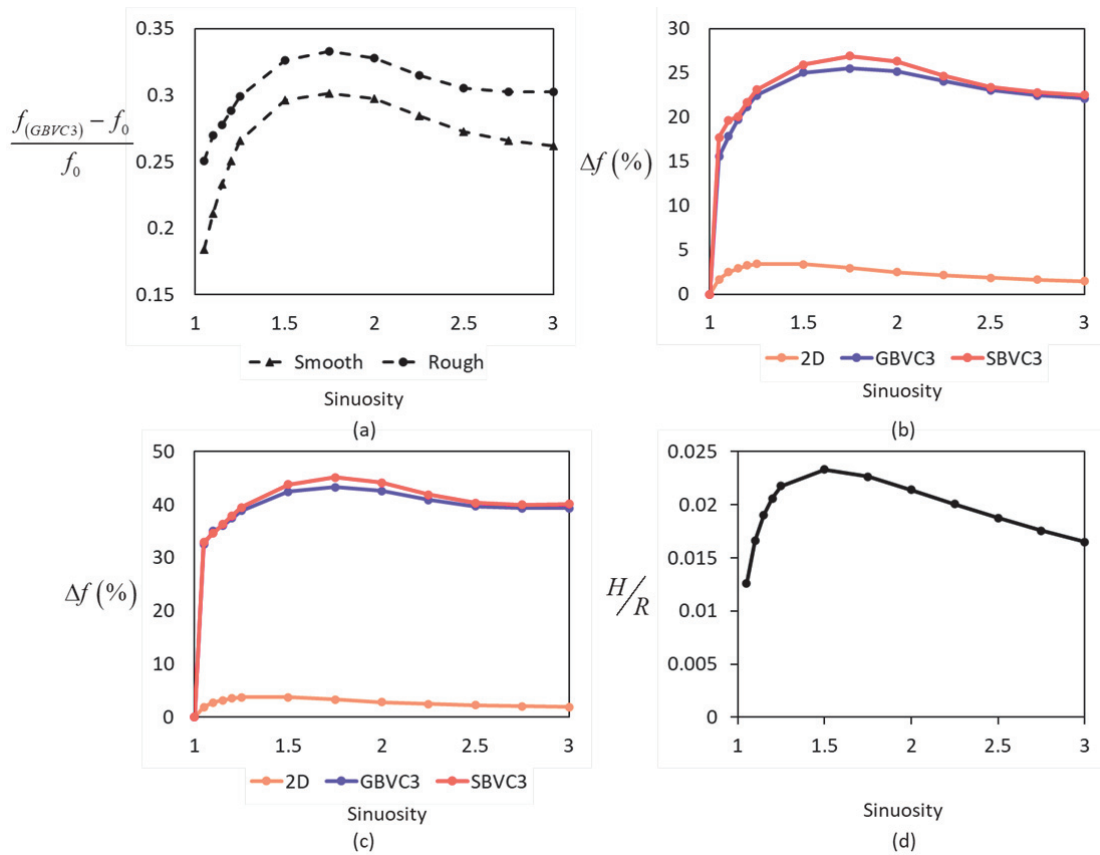 0.35
0.3
0.25
0.2
0.15
f(GBVC3) − f0
f0
1 1.5 2 2.5 3
Smooth Rough
Sinuosity
(a)
30
25
20
15
10
5
0
Δf (%)
1 1.5 2 2.5 3
2D GBVC3 SBVC3
Sinuosity
(b)
50
40
30
20
10
0
Δf (%)
1 1.5 2 2.5 3
2D GBVC3 SBVC3
Sinuosity
(c)
0.025
0.02
0.015
0.01
0.005
0
H/R
1 1.5 2 2.5 3
Sinuosity
(d)